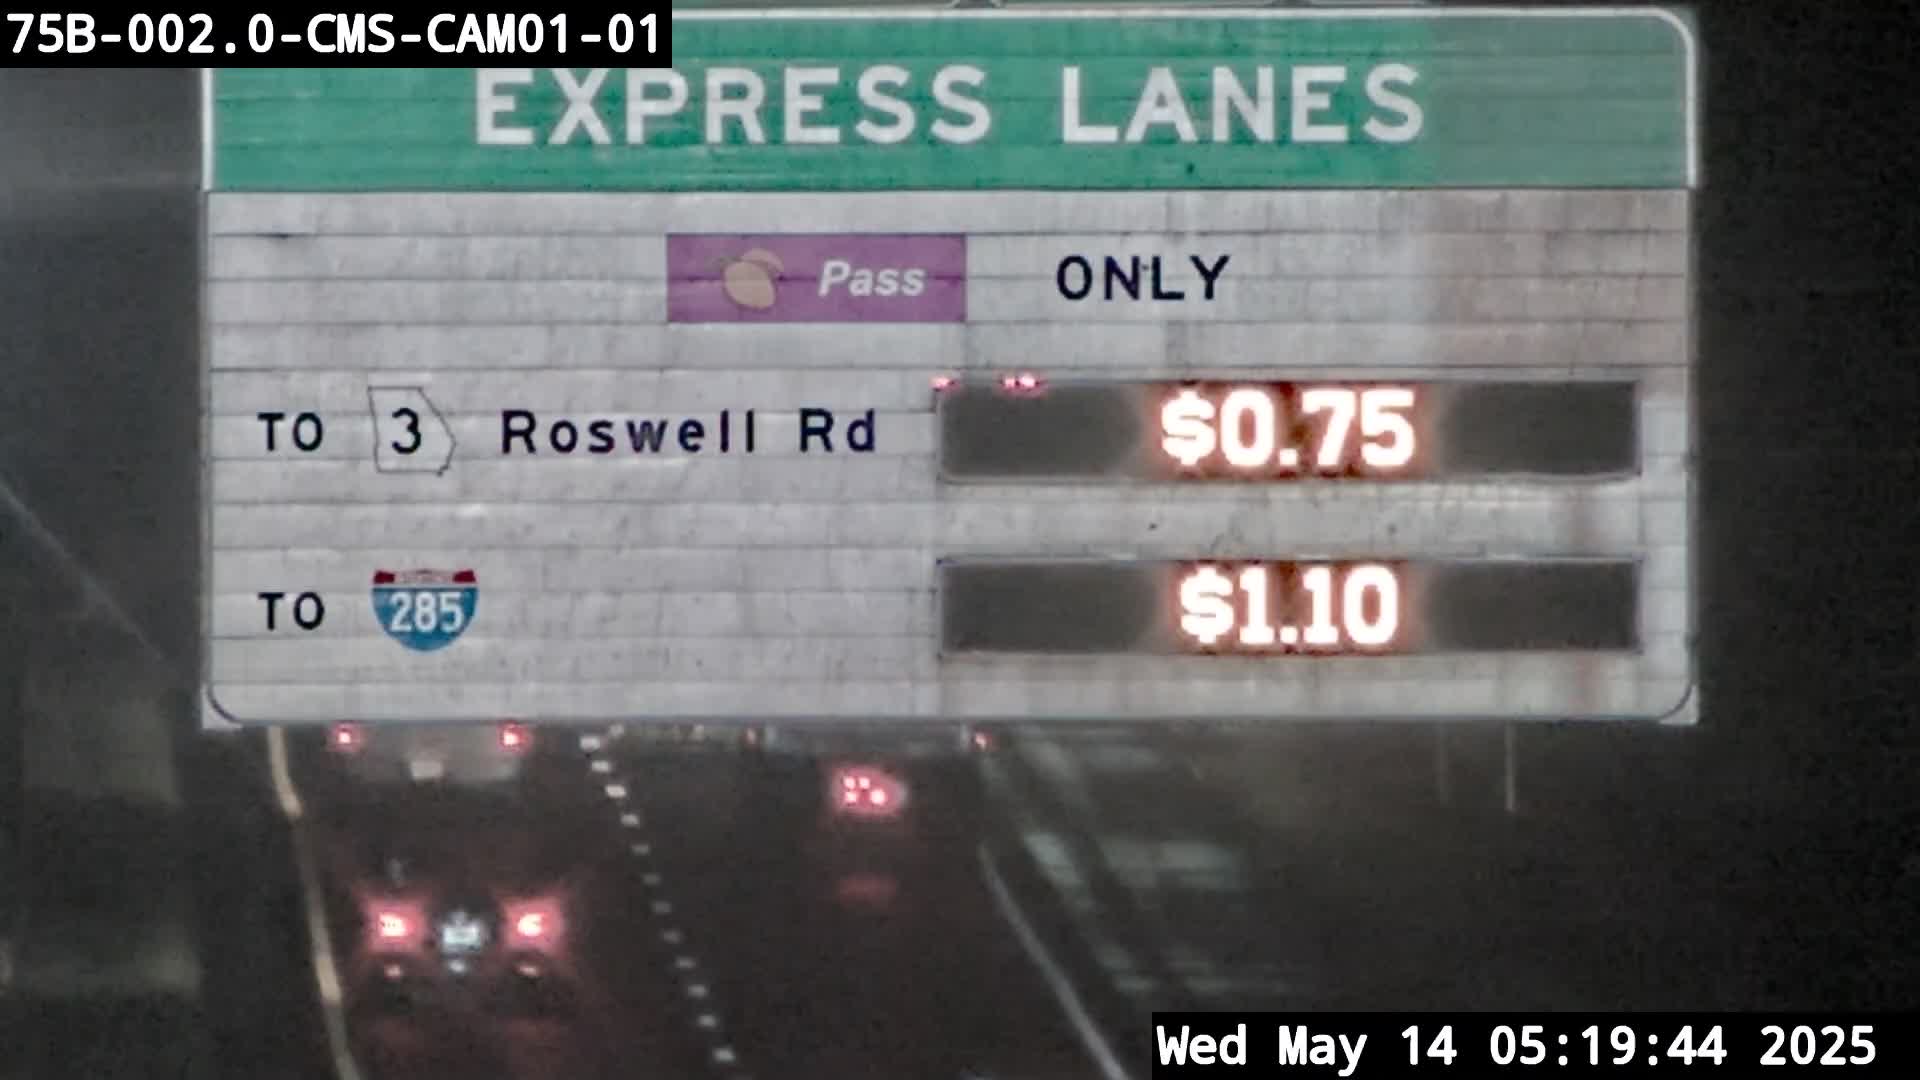 75B-002.0-CMS-CAM01-01
EXPRESS LANES
Pass ONLY
TO 3 Roswell Rd $0.75
TO 285 $1.10
Wed May 14 05:19:44 2025